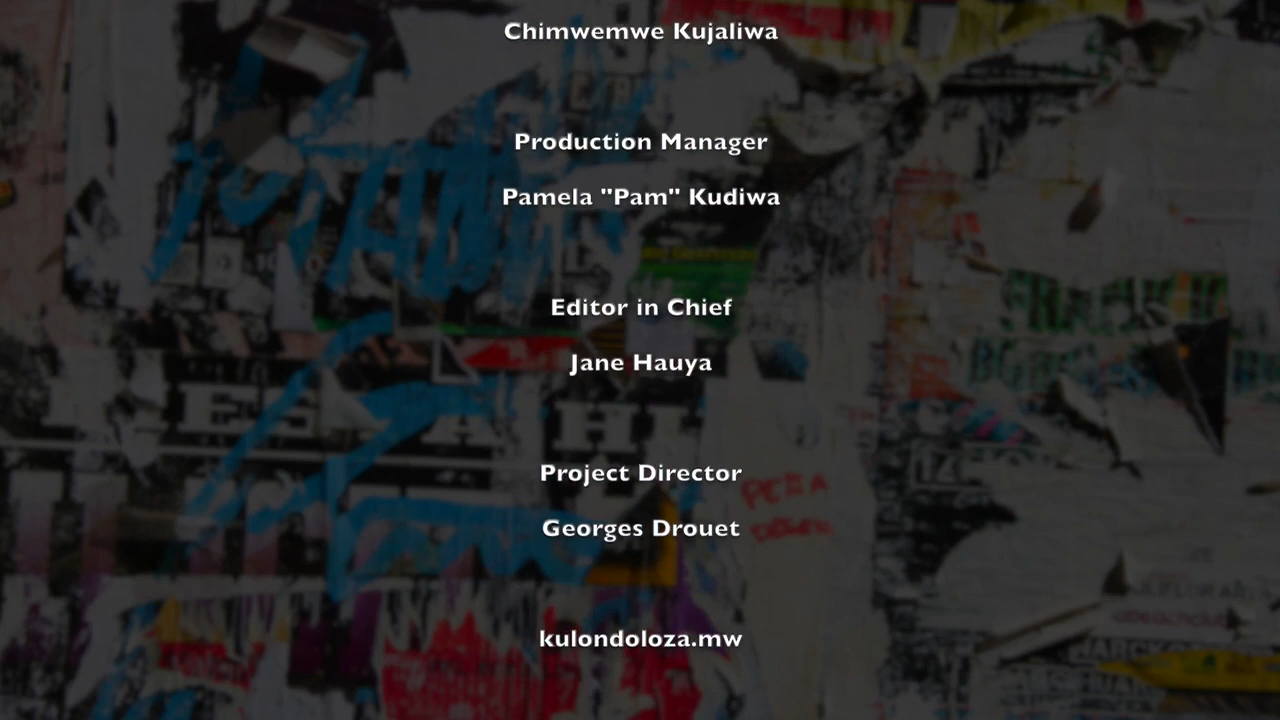 Chimwemwe Kujaliwa
Production Manager
Pamela "Pam" Kudiwa
Editor in Chief
Jane Hauya
Project Director
Georges Drouet
kulondoloza.mw